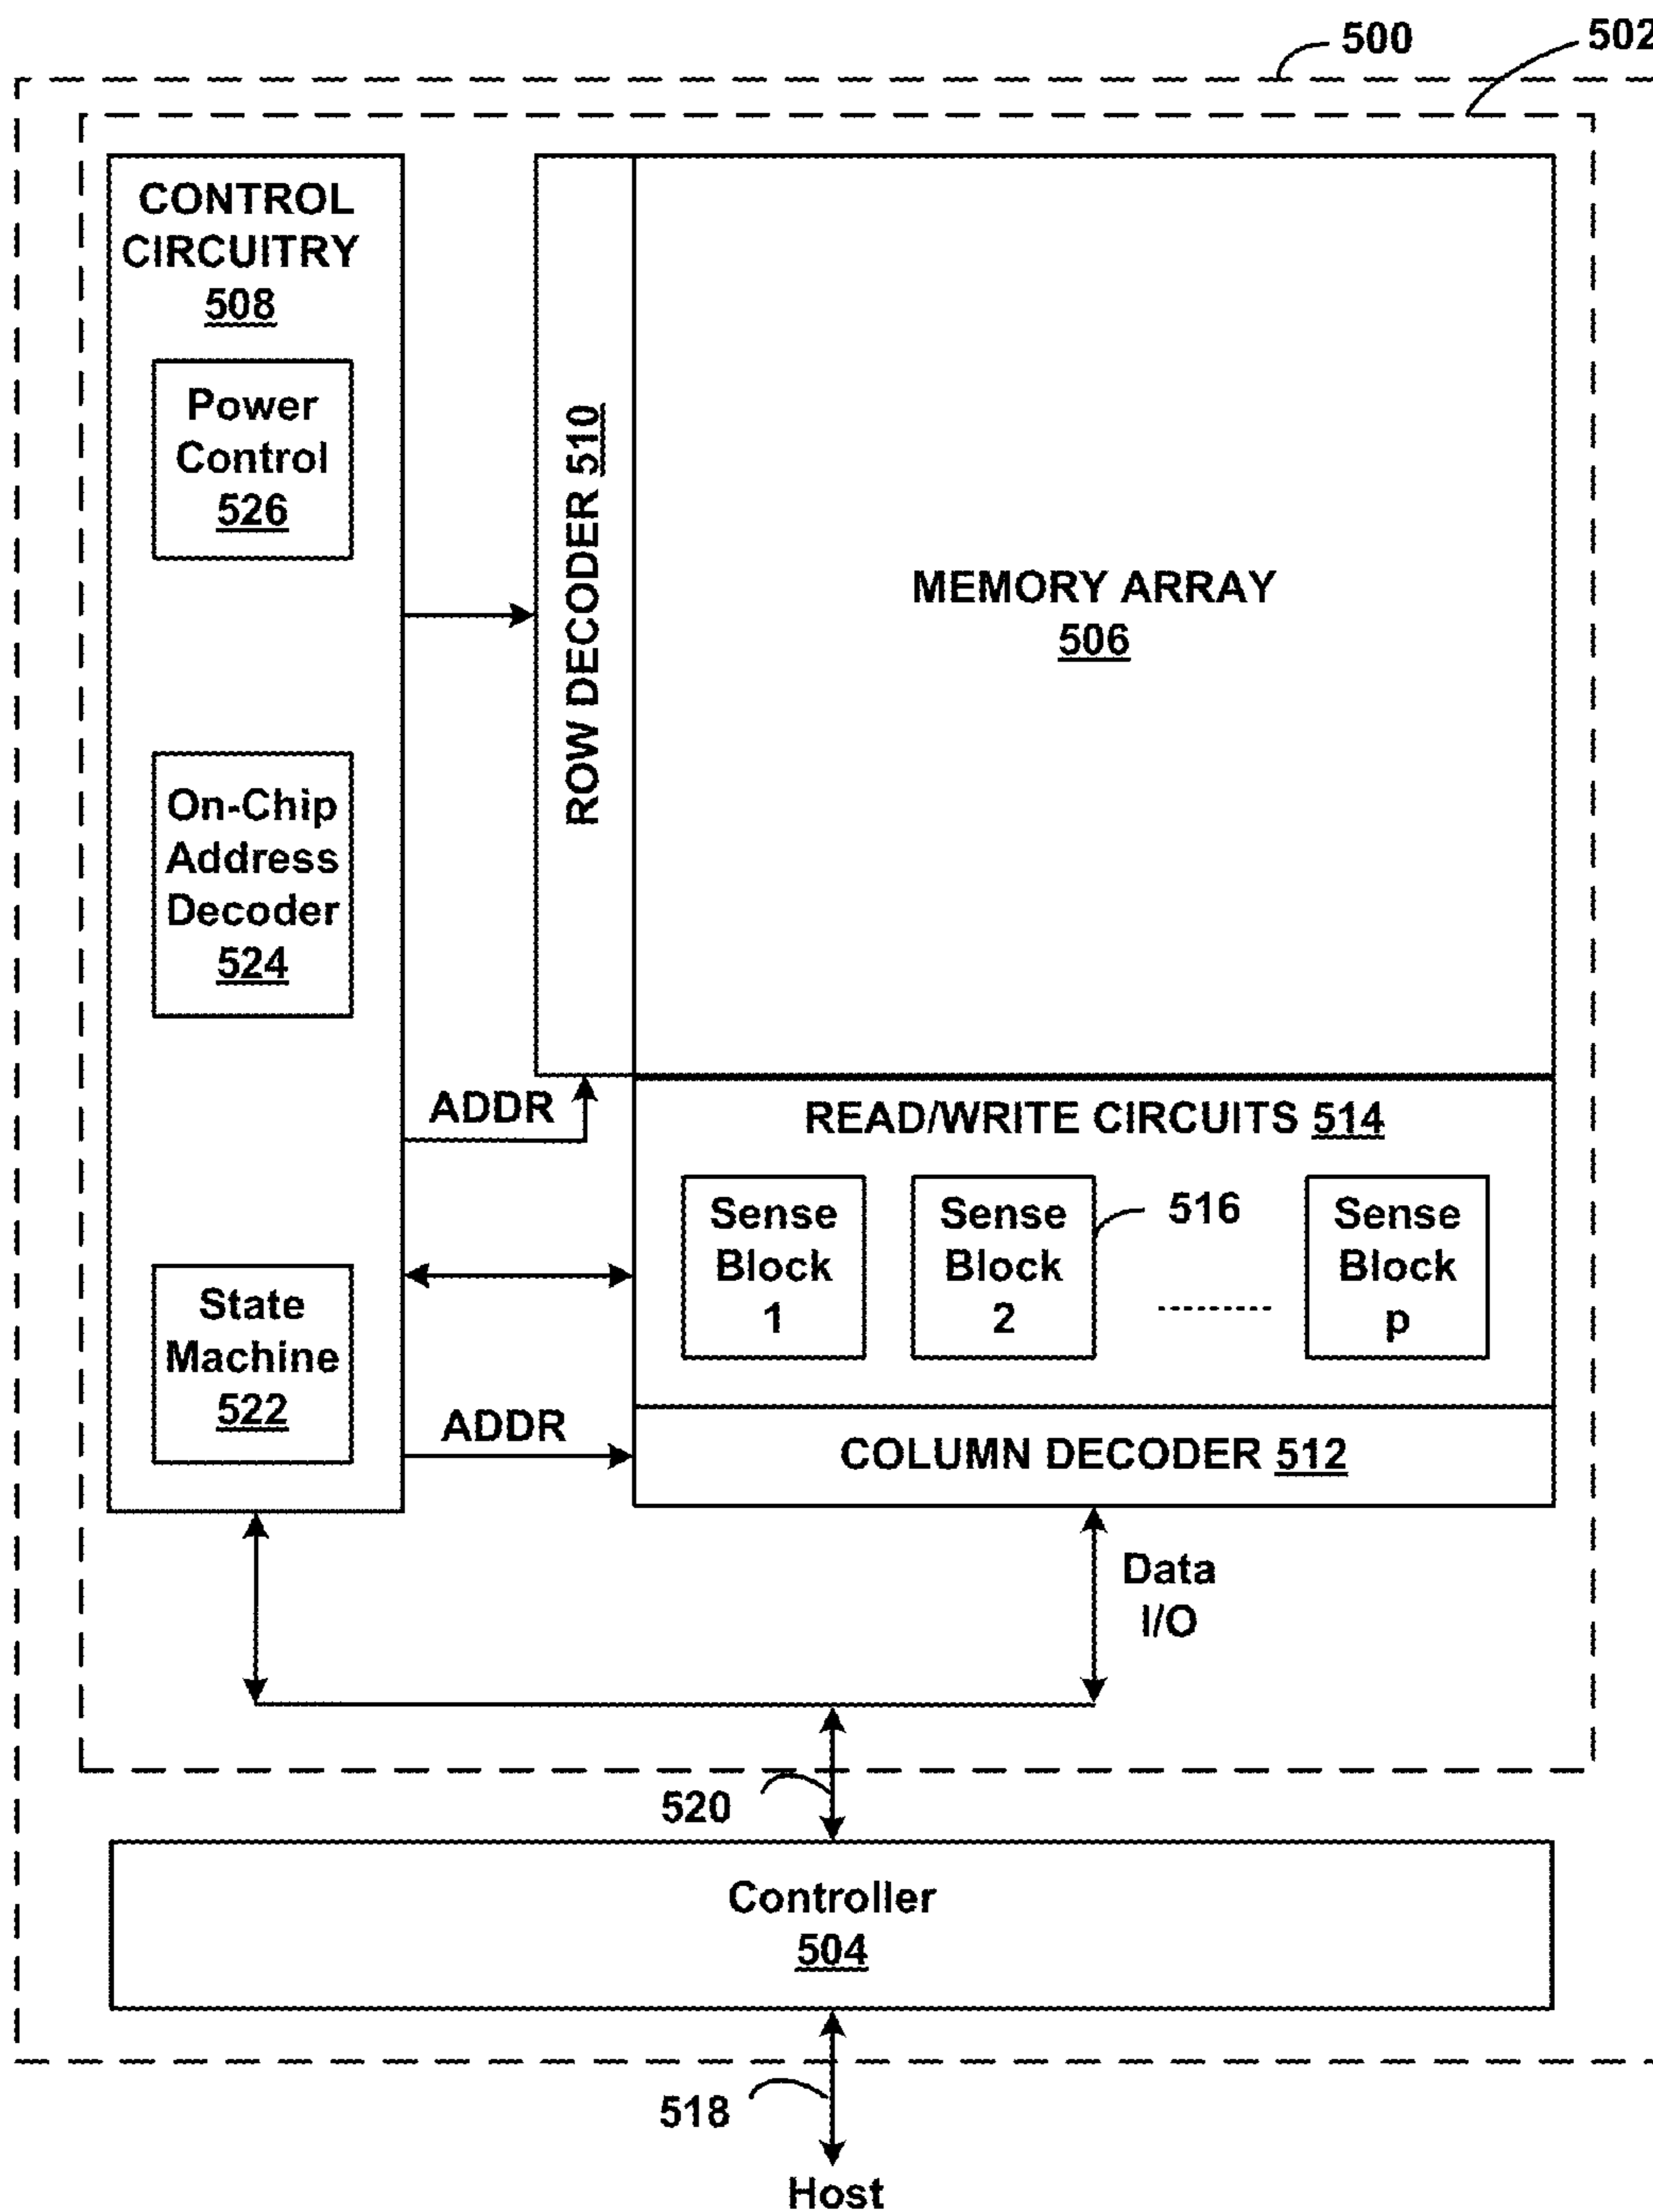 500
502
CONTROL
CIRCUITRY
508
Power
Control
526
On-Chip
Address
Decoder
524
State
Machine
522
ROW DECODER 510
MEMORY ARRAY
506
ADDR
READ/WRITE CIRCUITS 514
Sense
Block
1
Sense
Block
2
516
Sense
Block
p
ADDR
COLUMN DECODER 512
Data
I/O
520
Controller
504
518
Host